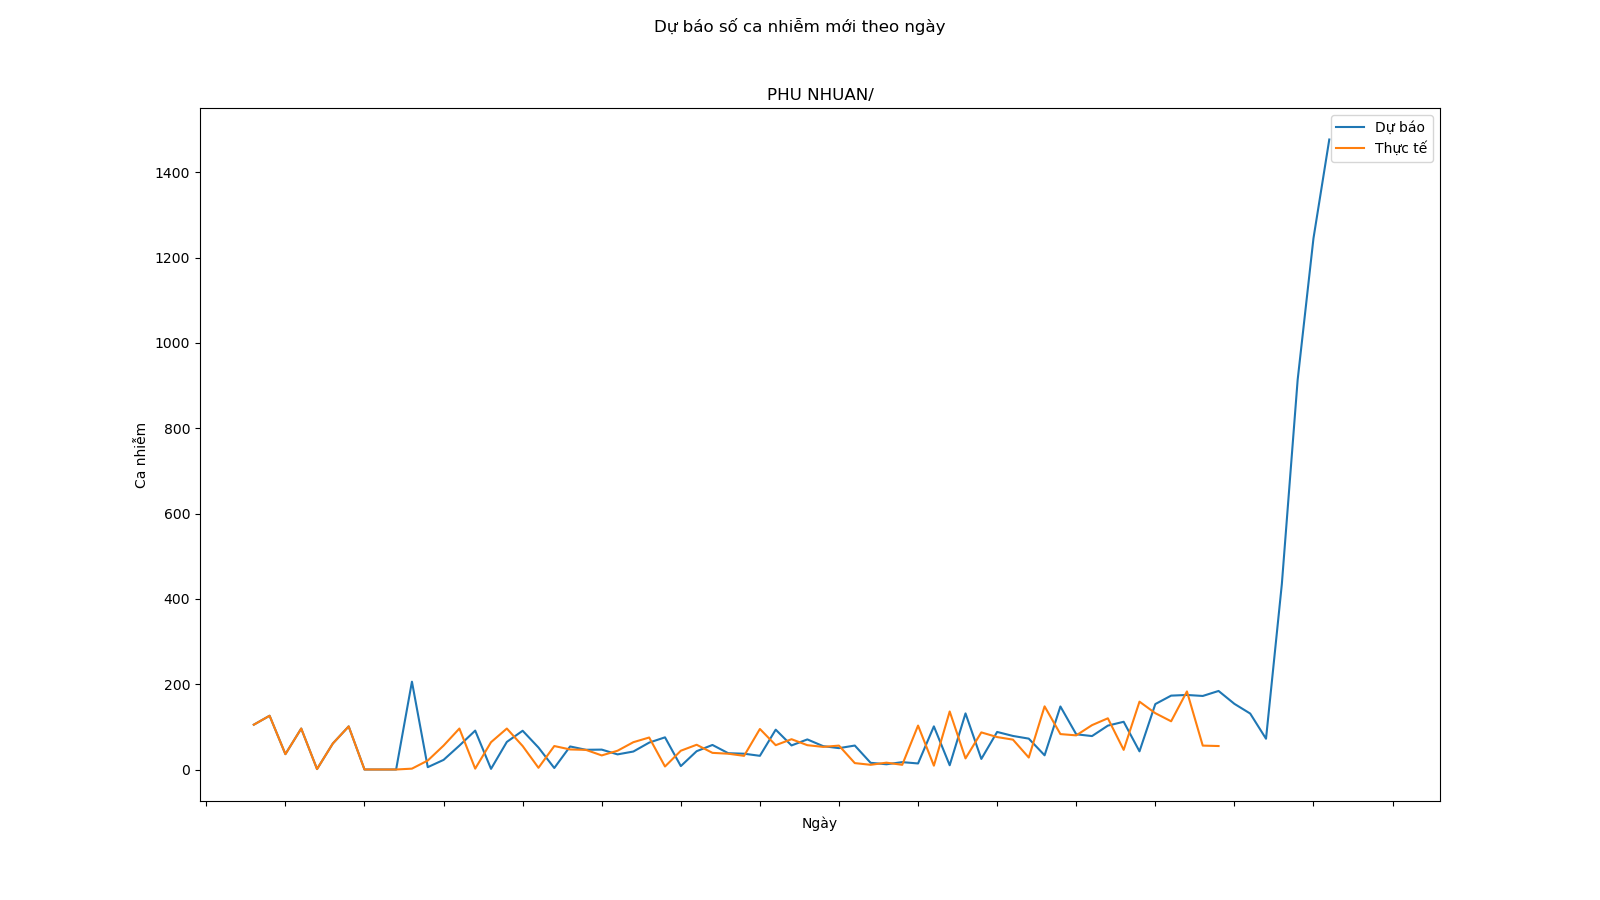 Dự báo số ca nhiễm mới theo ngày
PHU NHUAN/
Dự báo
Thực tế
1400
1200
1000
800
600
400
200
0
Ca nhiễm
Ngày